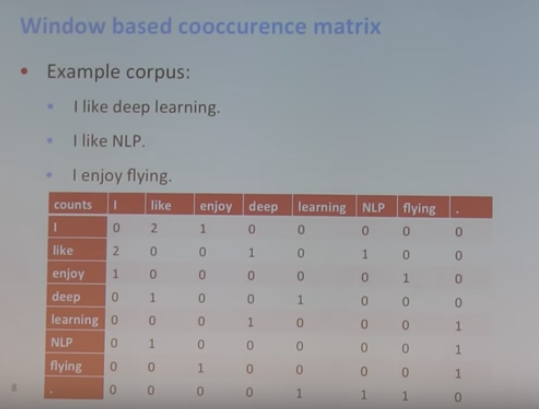 Window based cooccurence matrix
Example corpus:
I like deep learning.
I like NLP.
I enjoy flying.
counts I like enjoy deep learning NLP flying .
I 0 2 1 0 0 0 0 0
like 2 0 0 1 0 1 0 0
enjoy 1 0 0 0 0 0 1 0
deep 0 1 0 0 1 0 0 0
learning 0 0 0 1 0 0 0 1
NLP 0 1 0 0 0 0 0 1
flying 0 0 1 0 0 0 0 1
. 0 0 0 0 1 1 1 0
8